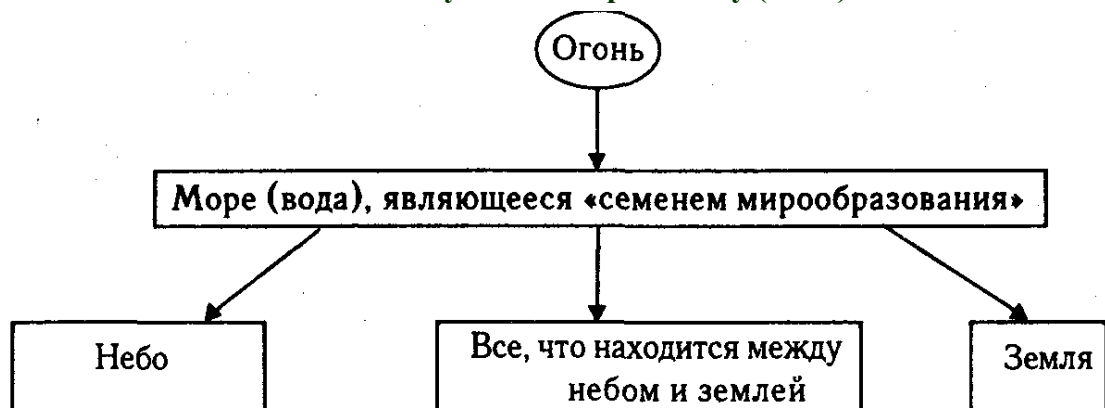 Огонь
Море (вода), являющееся «семенем мирообразования»
Небо
Все, что находится между
небом и землей
Земля